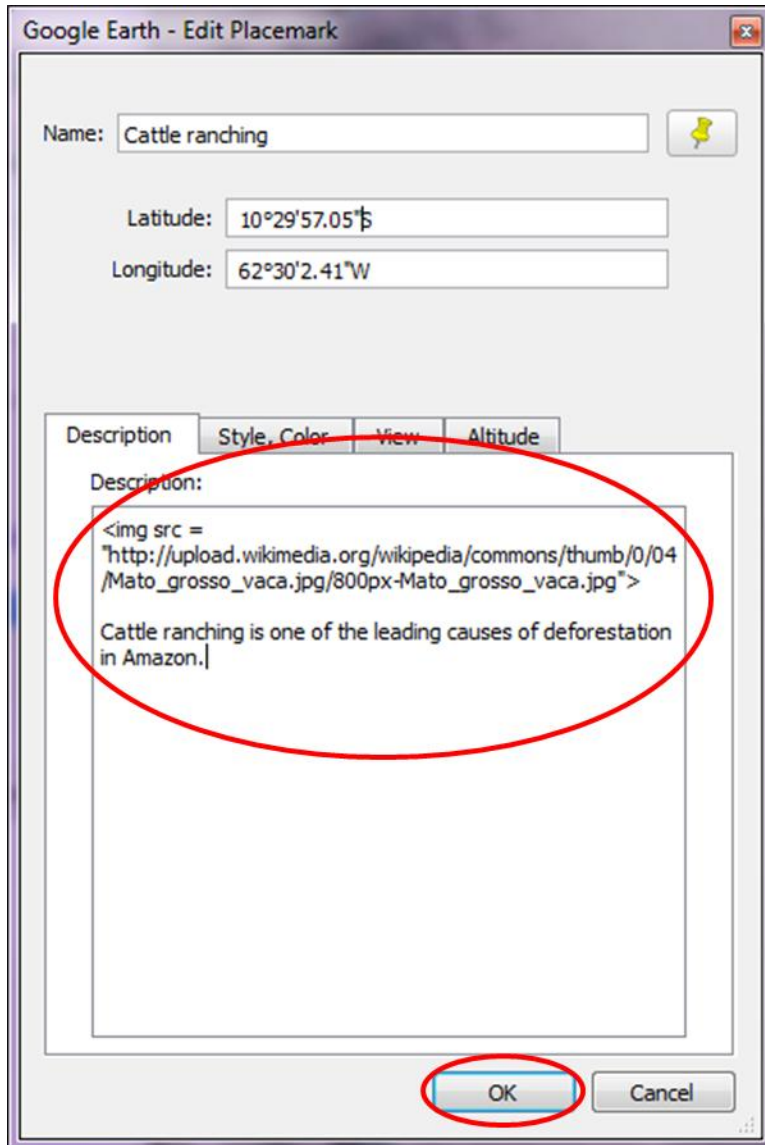 Google Earth - Edit Placemark
Name: Cattle ranching
Latitude: 10°29'57.05"S
Longitude: 62°30'2.41"W
Description Style, Color View Altitude
Description:
<img src =
"http://upload.wikimedia.org/wikipedia/commons/thumb/0/04
/Mato_grosso_vaca.jpg/800px-Mato_grosso_vaca.jpg">
Cattle ranching is one of the leading causes of deforestation
in Amazon.
OK Cancel